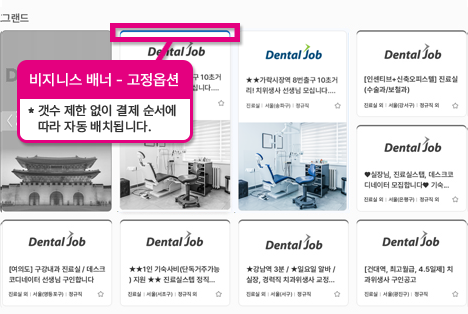 그랜드
Dental Job
Dental Job
Dental Job
비지니스 배너 - 고정옵션
* 갯수 제한 없이 결제 순서에
따라 자동 배치됩니다.
구 10초거
니다....
정규직
★★가락시장역 8번출구 10초거
리! 치과위생사 선생님 모십니다....
진료실 | 서울(송파구) | 정규직
[인센티브+신축오피스텔] 진료실
(수술과/보철과)
진료실 외 | 서울(강서구) | 정규직
Dental Job
♥실장님, 진료실스탭, 데스크코
디네이터 모집합니다♥ 기숙...
진료실 외 | 서울(은평구) | 정규직
Dental Job
Dental Job
Dental Job
Dental Job
[여의도] 구강내과 진료실 / 데스크
코디네이터 선생님 구인합니다
진료실 외 | 서울(영등포구) | 정규직
★★1인 기숙사비(단독거주가능
) 지원 ★★ 진료실스탭 정직...
진료실 외 | 서울(서초구) | 정규직
★강남역 3분 / ★일요일 알바 /
실장, 경력직 치과위생사 교정...
진료실 외 | 서울(강남구) | 정규직
[건대역, 최고월급, 4.5일제] 치
과위생사 구인공고
진료실 외 | 서울(광진구) | 정규직